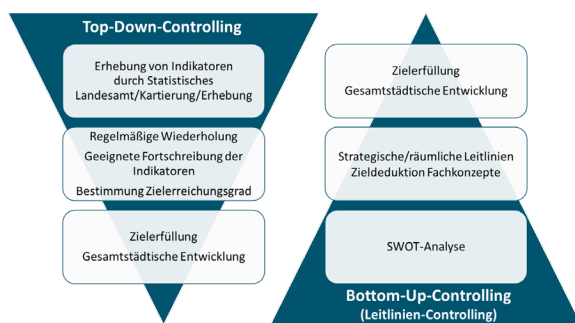 Top-Down-Controlling
Erhebung von Indikatoren
durch Statistisches
Landesamt/Kartierung/Erhebung
Regelmäßige Wiederholung
Geeignete Fortschreibung der
Indikatoren
Bestimmung Zielerreichungsgrad
Zielerfüllung
Gesamtstädtische Entwicklung
Zielerfüllung
Gesamtstädtische Entwicklung
Strategische/räumliche Leitlinien
Zieldeduktion Fachkonzepte
SWOT-Analyse
Bottom-Up-Controlling
(Leitlinien-Controlling)